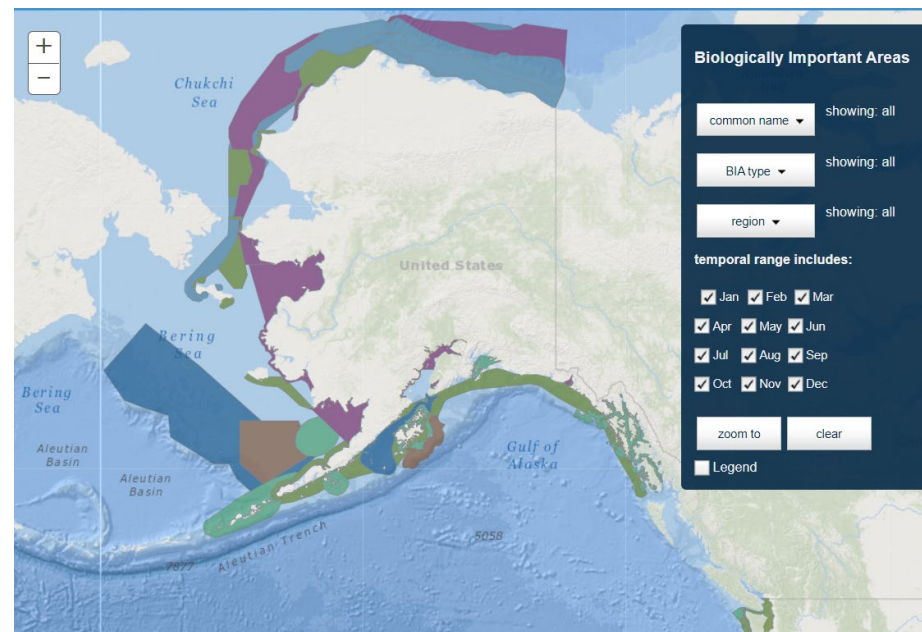 +
−
Chukchi
Sea
Bering
Sea
Bering
Sea
Aleutian
Basin
Aleutian
Basin
United States
Gulf of
Alaska
Aleutian Trench
7877
5058
Biologically Important Areas
common name ▾ showing: all
BIA type ▾ showing: all
region ▾ showing: all
temporal range includes:
Jan Feb Mar
Apr May Jun
Jul Aug Sep
Oct Nov Dec
zoom to clear
Legend